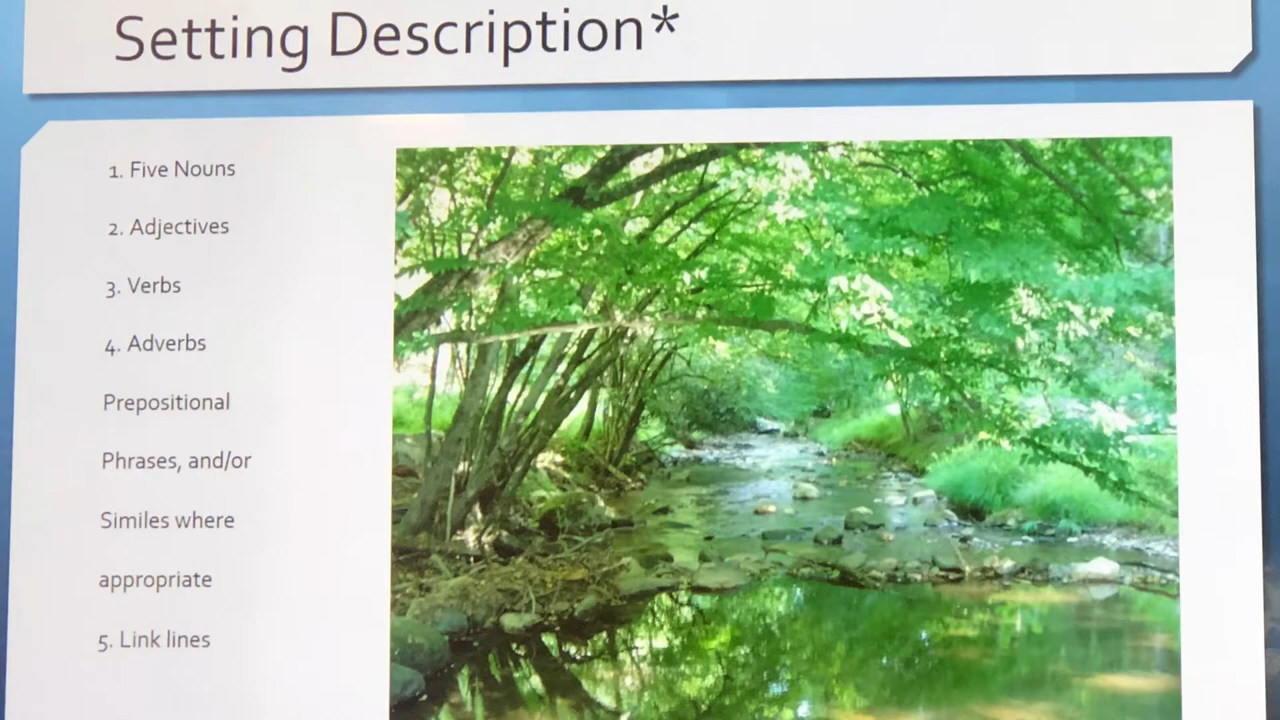 Setting Description*
1. Five Nouns
2. Adjectives
3. Verbs
4. Adverbs
Prepositional
Phrases, and/or
Similes where
appropriate
5. Link lines